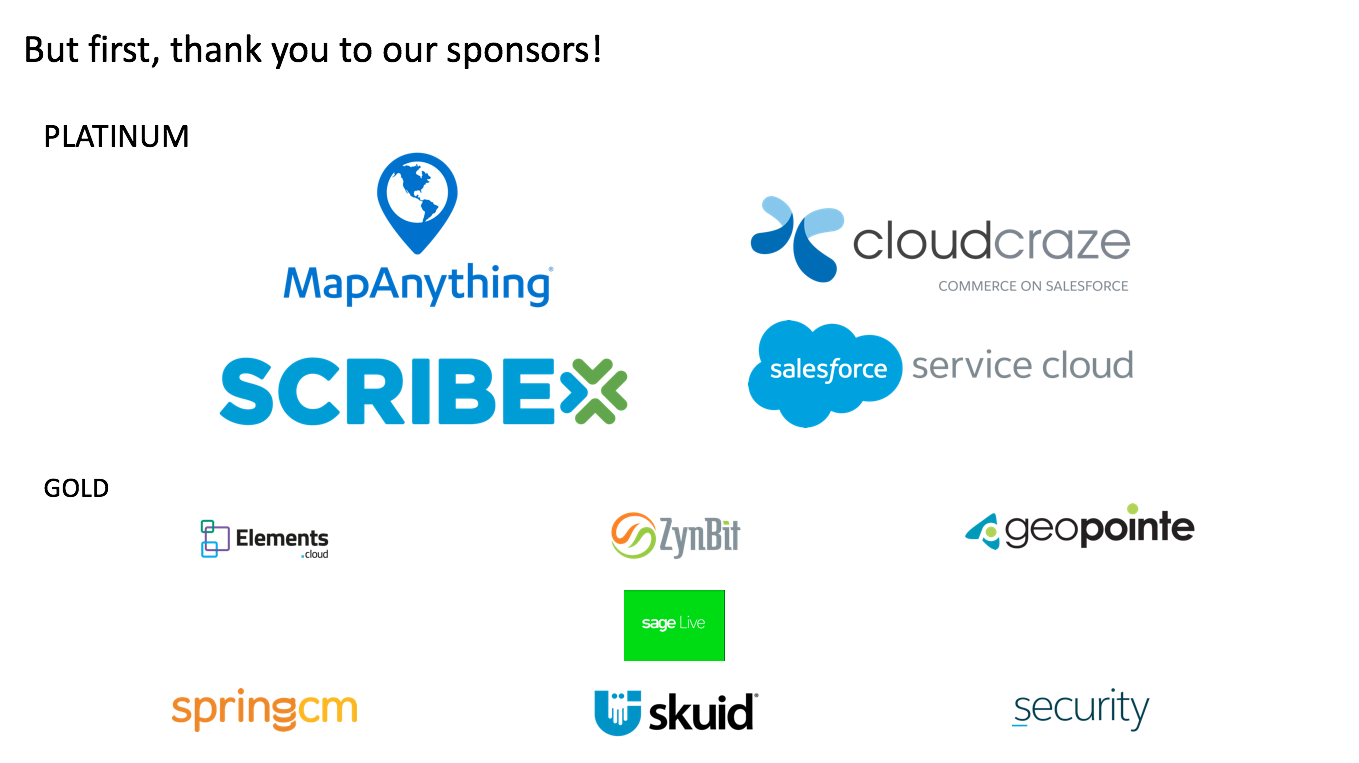 But first, thank you to our sponsors!
PLATINUM
MapAnything®
cloudcraze
COMMERCE ON SALESFORCE
SCRIBE
salesforce service cloud
GOLD
Elements
.cloud
ZynBit
geopointe
sage Live
springcm
skuid®
security